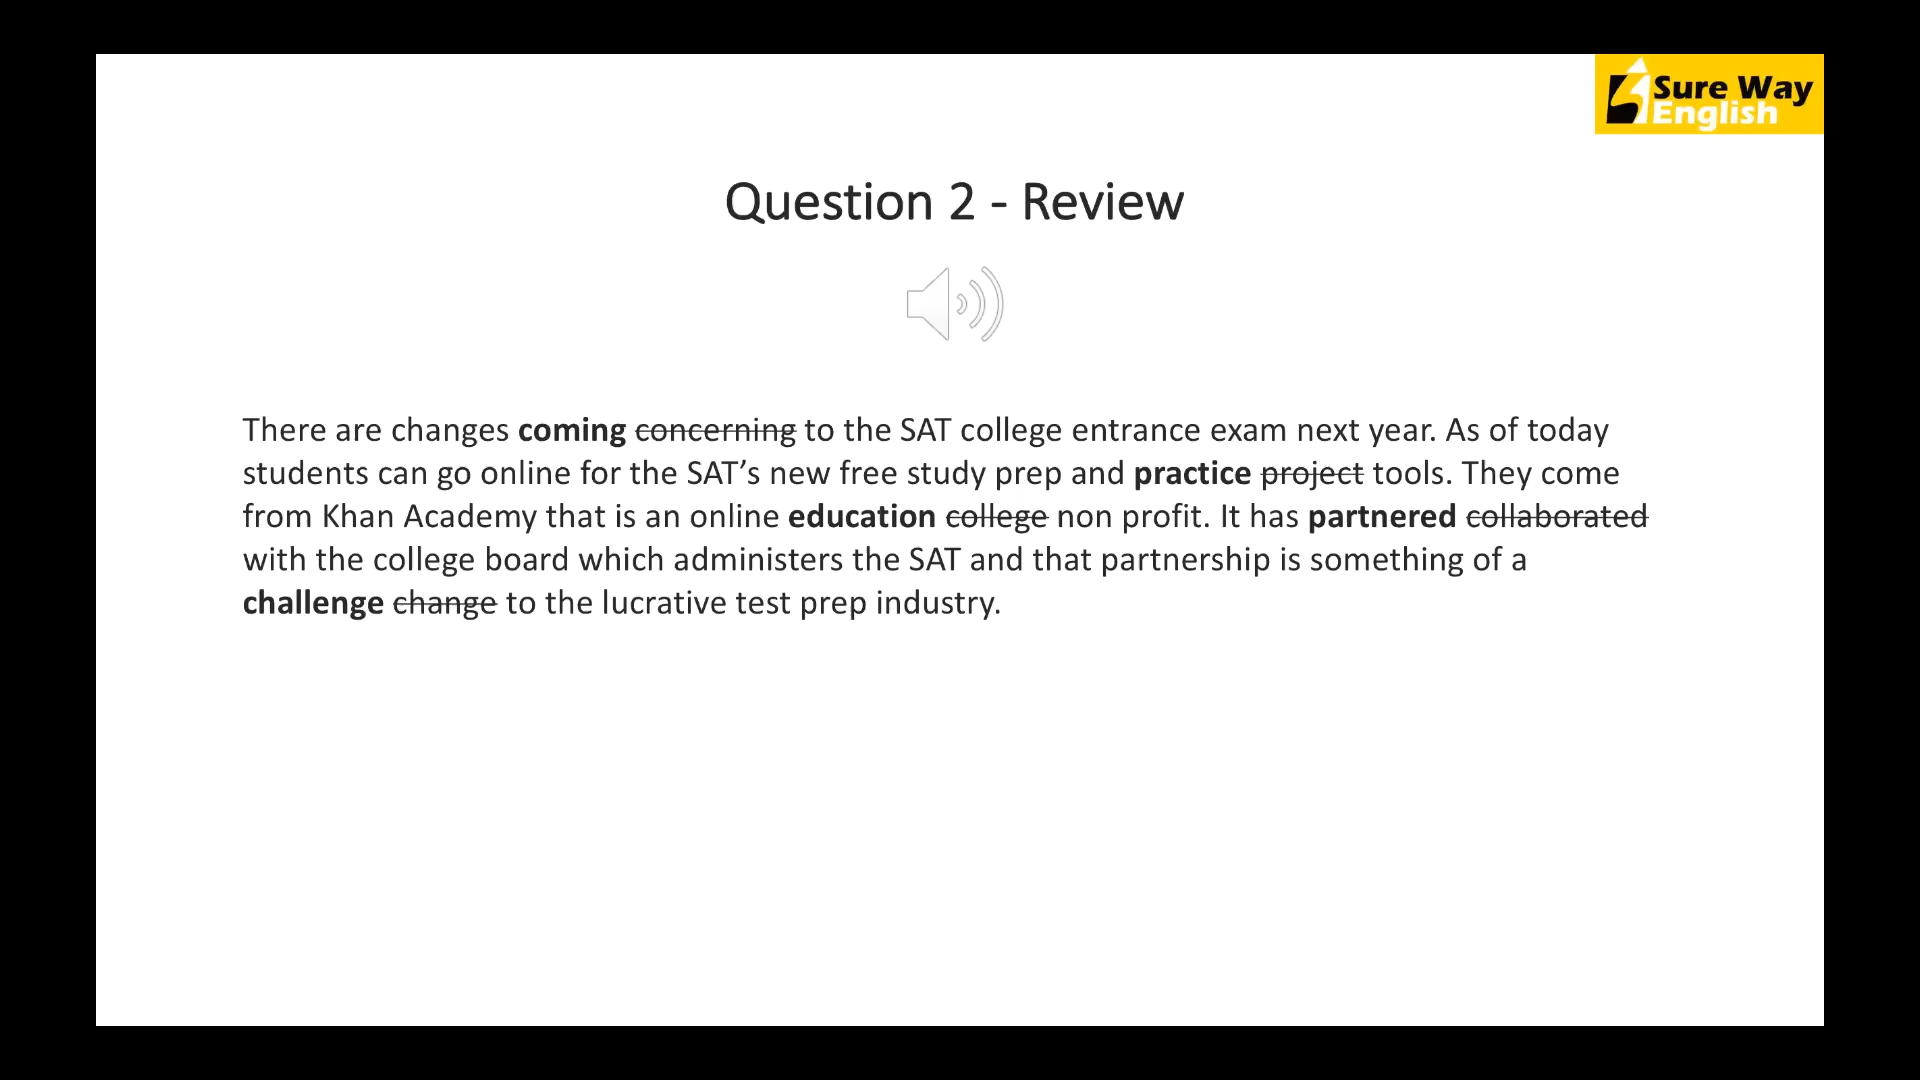 Sure Way
English
Question 2 - Review
There are changes coming concerning to the SAT college entrance exam next year. As of today
students can go online for the SAT’s new free study prep and practice project tools. They come
from Khan Academy that is an online education college non profit. It has partnered collaborated
with the college board which administers the SAT and that partnership is something of a
challenge change to the lucrative test prep industry.